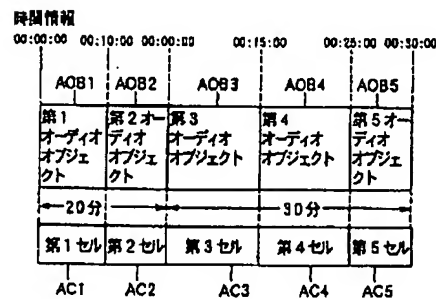 時間情報
00:00:00 00:10:00 00:00:00 00:15:00 00:25:00 00:30:00
AOB1 AOB2 AOB3 AOB4 AOB5
第1 オーディオ オブジェクト
第2オーディオ オブジェクト
第3 オーディオ オブジェクト
第4 オーディオ オブジェクト
第5オーディオ オブジェクト
20分 30分
第1セル 第2セル 第3セル 第4セル 第5セル
AC1 AC2 AC3 AC4 AC5